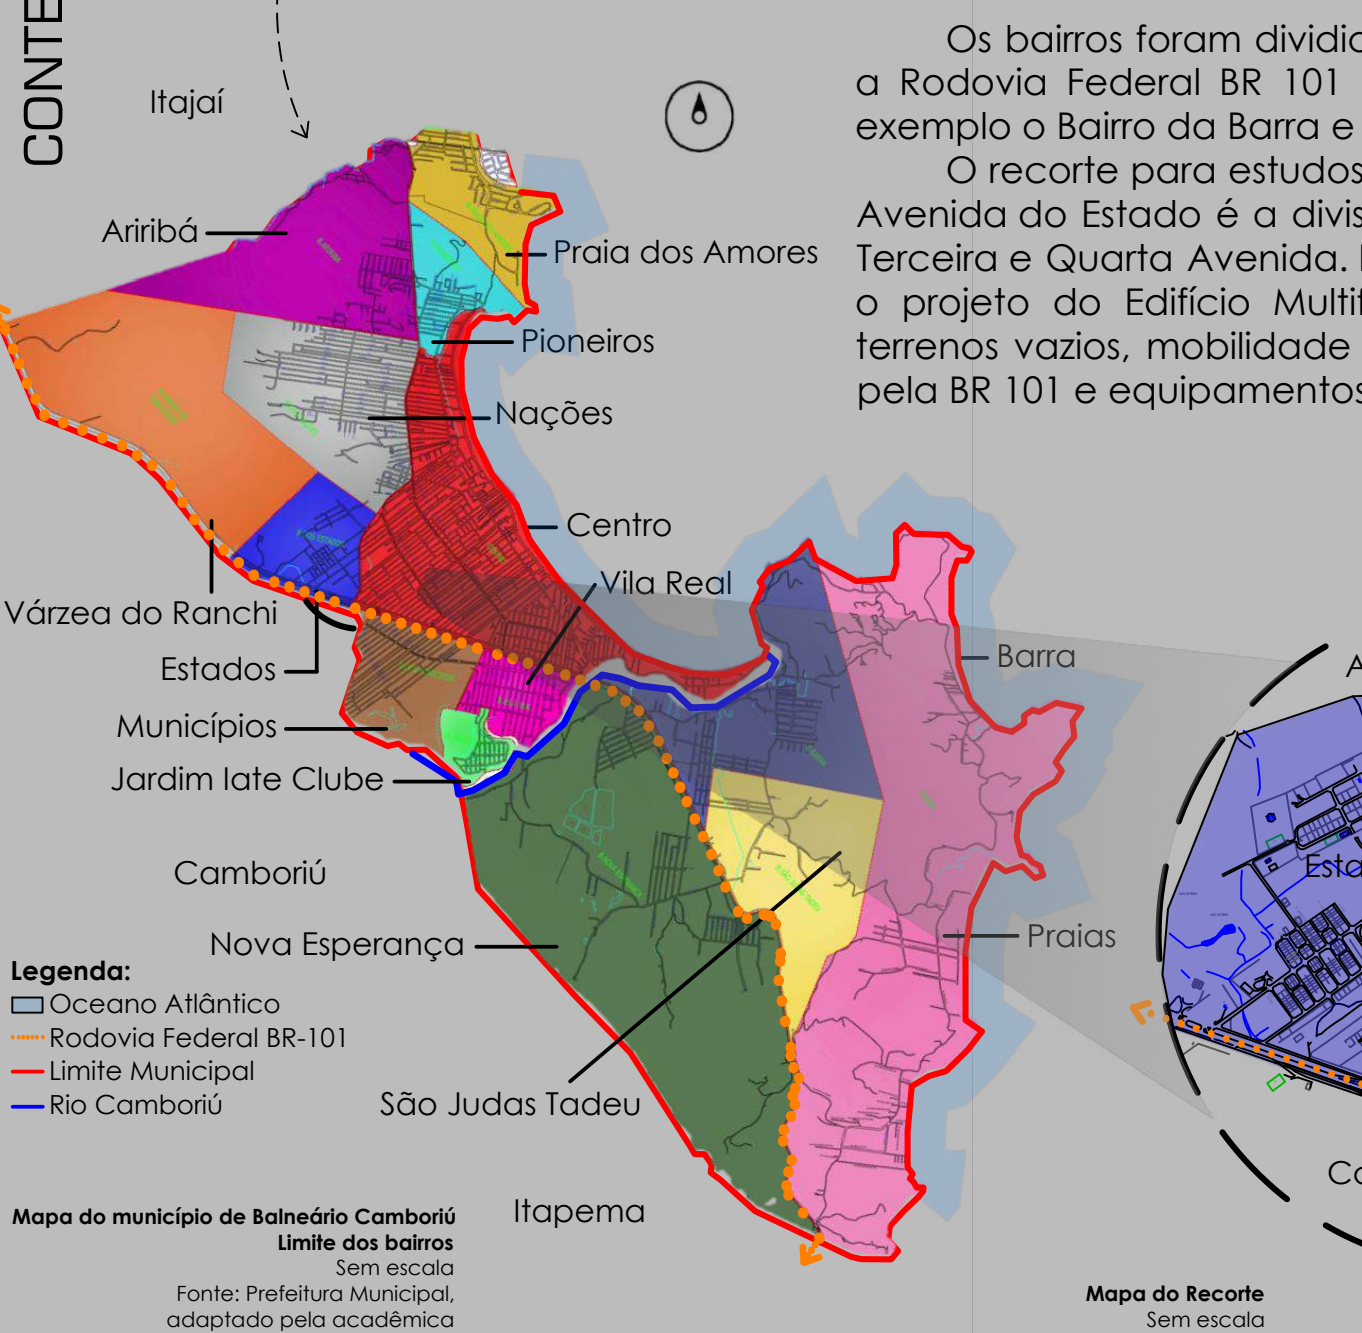 CONTE
Os bairros foram dividid
a Rodovia Federal BR 101
exemplo o Bairro da Barra e
O recorte para estudos
Avenida do Estado é a divis
Terceira e Quarta Avenida.
o projeto do Edifício Multif
terrenos vazios, mobilidade
pela BR 101 e equipamentos
Itajaí
Ariribá
Praia dos Amores
Pioneiros
Nações
Centro
Vila Real
Várzea do Ranchi
Estados
Barra
Municípios
Jardim Iate Clube
Camboriú
Nova Esperança
Praias
São Judas Tadeu
Itapema
Legenda:
Oceano Atlântico
Rodovia Federal BR-101
Limite Municipal
Rio Camboriú
Mapa do município de Balneário Camboriú
Limite dos bairros
Sem escala
Fonte: Prefeitura Municipal,
adaptado pela acadêmica
A
Esta
Ca
Mapa do Recorte
Sem escala